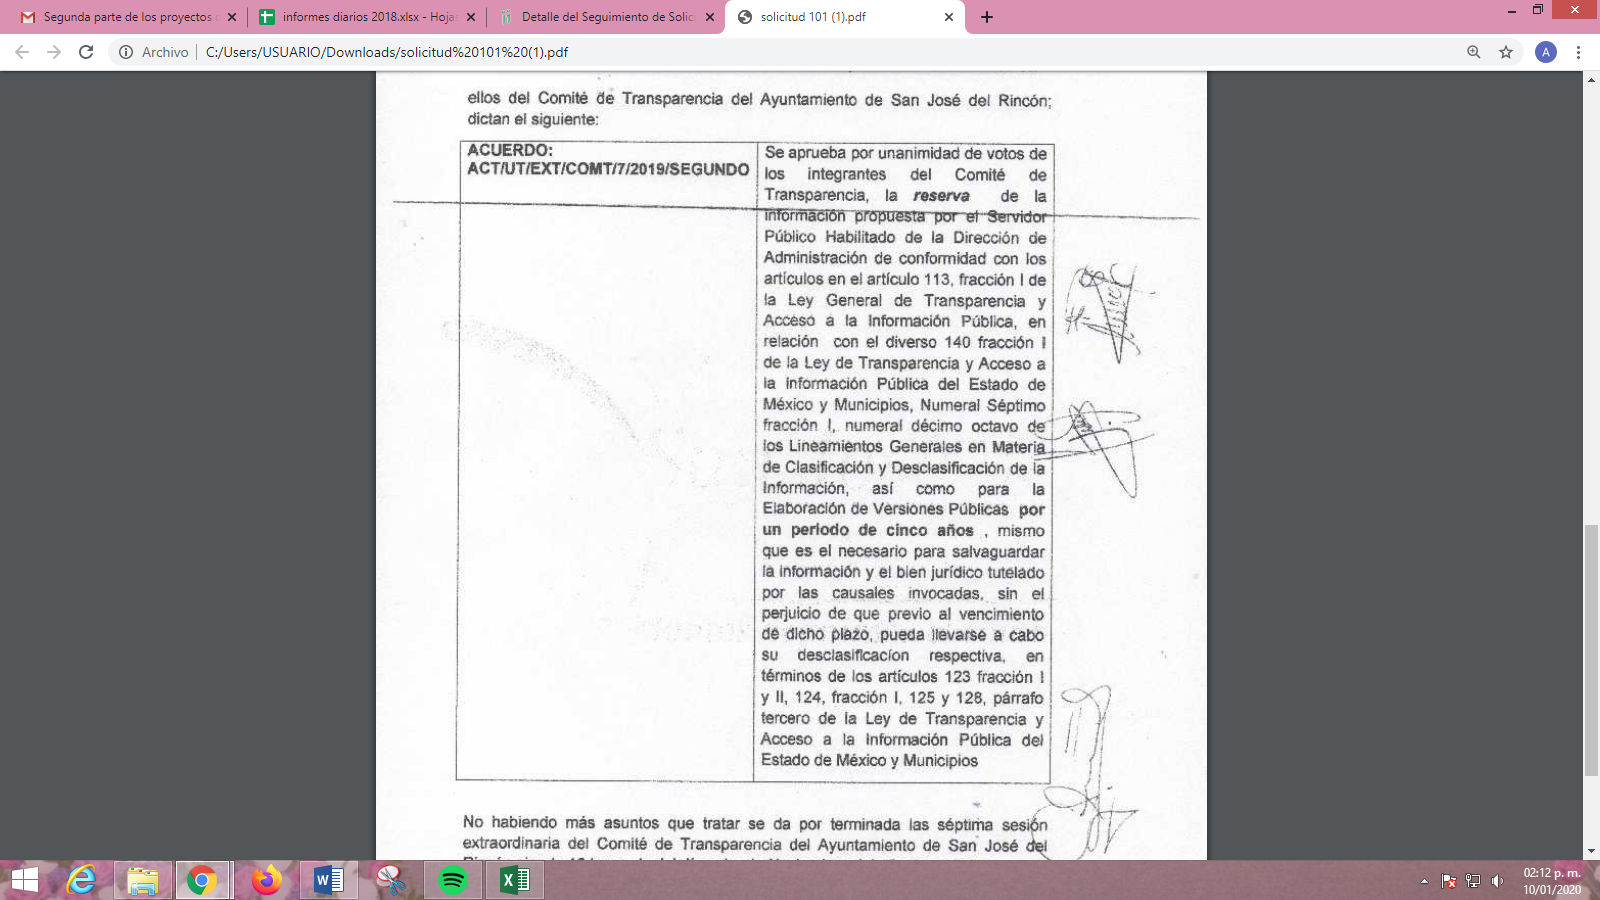 Segunda parte de los proyectos
informes diarios 2018.xlsx - Hoja
Detalle del Seguimiento de Solici
solicitud 101 (1).pdf
Archivo
C:/Users/USUARIO/Downloads/solicitud%20101%20(1).pdf
A
ellos del Comité de Transparencia del Ayuntamiento de San José del Rincón;
dictan el siguiente:
ACUERDO:
ACT/UT/EXT/COMT/7/2019/SEGUNDO
Se aprueba por unanimidad de votos de
los integrantes del Comité de
Transparencia, la reserva de la
información propuesta por el Servidor
Público Habilitado de la Dirección de
Administración de conformidad con los
artículos en el artículo 113, fracción I de
la Ley General de Transparencia y
Acceso a la Información Pública, en
relación con el diverso 140 fracción I
de la Ley de Transparencia y Acceso a
la Información Pública del Estado de
México y Municipios, Numeral Séptimo
fracción I, numeral décimo octavo de
los Lineamientos Generales en Materia
de Clasificación y Desclasificación de la
Información, así como para la
Elaboración de Versiones Públicas por
un periodo de cinco años , mismo
que es el necesario para salvaguardar
la información y el bien jurídico tutelado
por las causales invocadas, sin el
perjuicio de que previo al vencimiento
de dicho plazo, pueda llevarse a cabo
su desclasificación respectiva, en
términos de los artículos 123 fracción I
y II, 124, fracción I, 125 y 128, párrafo
tercero de la Ley de Transparencia y
Acceso a la Información Pública del
Estado de México y Municipios
No habiendo más asuntos que tratar se da por terminada las séptima sesión
extraordinaria del Comité de Transparencia del Ayuntamiento de San José del
02:12 p. m.
10/01/2020